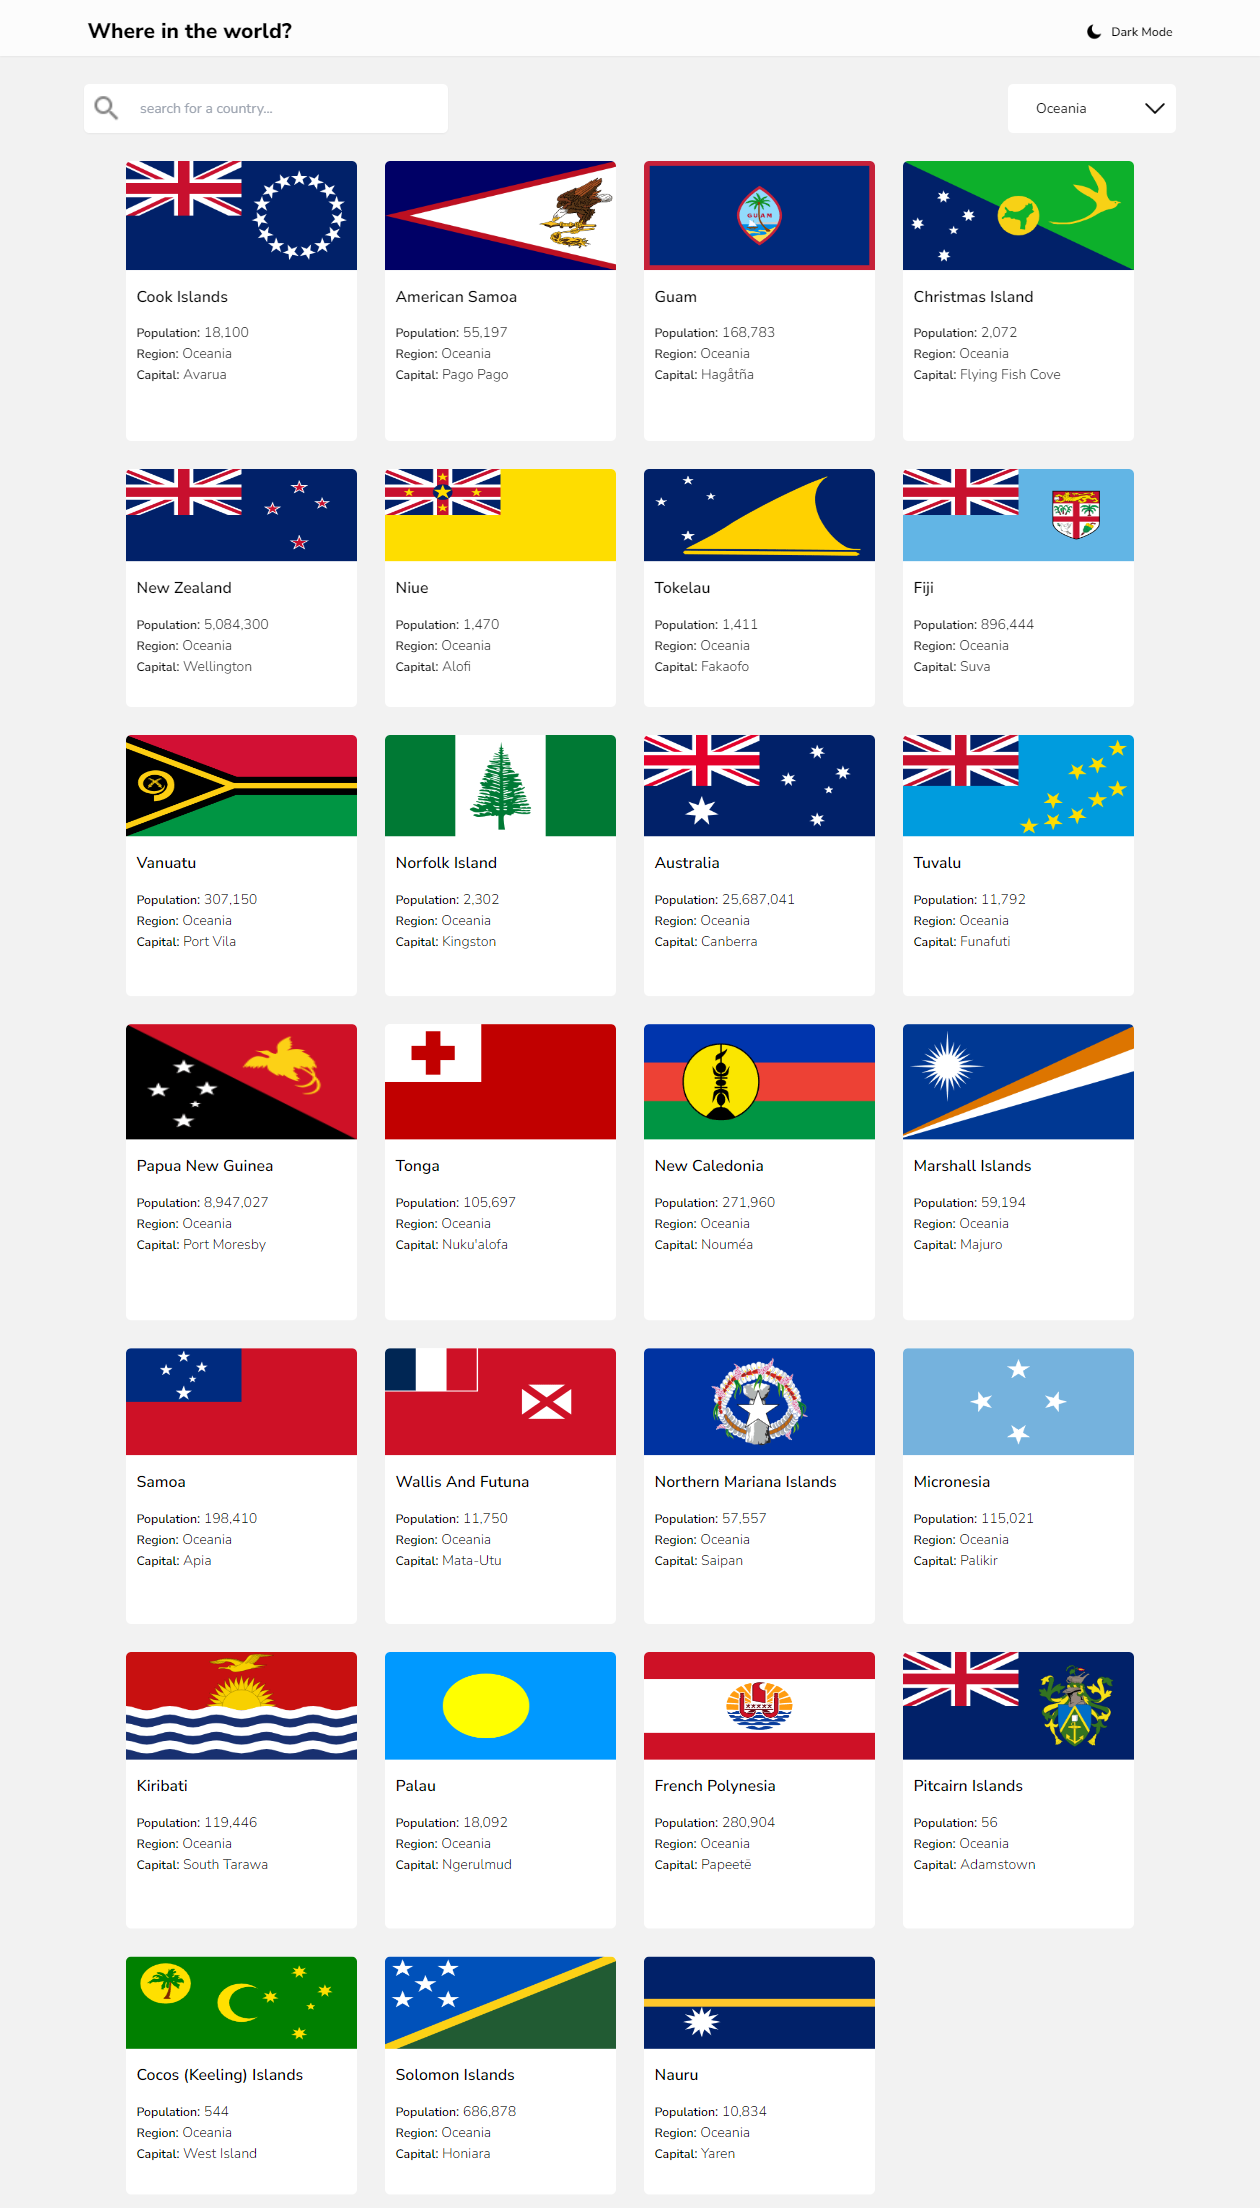 Where in the world?
Dark Mode
search for a country...
Oceania
Cook Islands
Population: 18,100
Region: Oceania
Capital: Avarua
American Samoa
Population: 55,197
Region: Oceania
Capital: Pago Pago
GUAM
Guam
Population: 168,783
Region: Oceania
Capital: Hagåtña
Christmas Island
Population: 2,072
Region: Oceania
Capital: Flying Fish Cove
New Zealand
Population: 5,084,300
Region: Oceania
Capital: Wellington
Niue
Population: 1,470
Region: Oceania
Capital: Alofi
Tokelau
Population: 1,411
Region: Oceania
Capital: Fakaofo
Fiji
Population: 896,444
Region: Oceania
Capital: Suva
Vanuatu
Population: 307,150
Region: Oceania
Capital: Port Vila
Norfolk Island
Population: 2,302
Region: Oceania
Capital: Kingston
Australia
Population: 25,687,041
Region: Oceania
Capital: Canberra
Tuvalu
Population: 11,792
Region: Oceania
Capital: Funafuti
Papua New Guinea
Population: 8,947,027
Region: Oceania
Capital: Port Moresby
Tonga
Population: 105,697
Region: Oceania
Capital: Nuku'alofa
New Caledonia
Population: 271,960
Region: Oceania
Capital: Nouméa
Marshall Islands
Population: 59,194
Region: Oceania
Capital: Majuro
Samoa
Population: 198,410
Region: Oceania
Capital: Apia
Wallis And Futuna
Population: 11,750
Region: Oceania
Capital: Mata-Utu
Northern Mariana Islands
Population: 57,557
Region: Oceania
Capital: Saipan
Micronesia
Population: 115,021
Region: Oceania
Capital: Palikir
Kiribati
Population: 119,446
Region: Oceania
Capital: South Tarawa
Palau
Population: 18,092
Region: Oceania
Capital: Ngerulmud
French Polynesia
Population: 280,904
Region: Oceania
Capital: Papeetē
Pitcairn Islands
Population: 56
Region: Oceania
Capital: Adamstown
Cocos (Keeling) Islands
Population: 544
Region: Oceania
Capital: West Island
Solomon Islands
Population: 686,878
Region: Oceania
Capital: Honiara
Nauru
Population: 10,834
Region: Oceania
Capital: Yaren